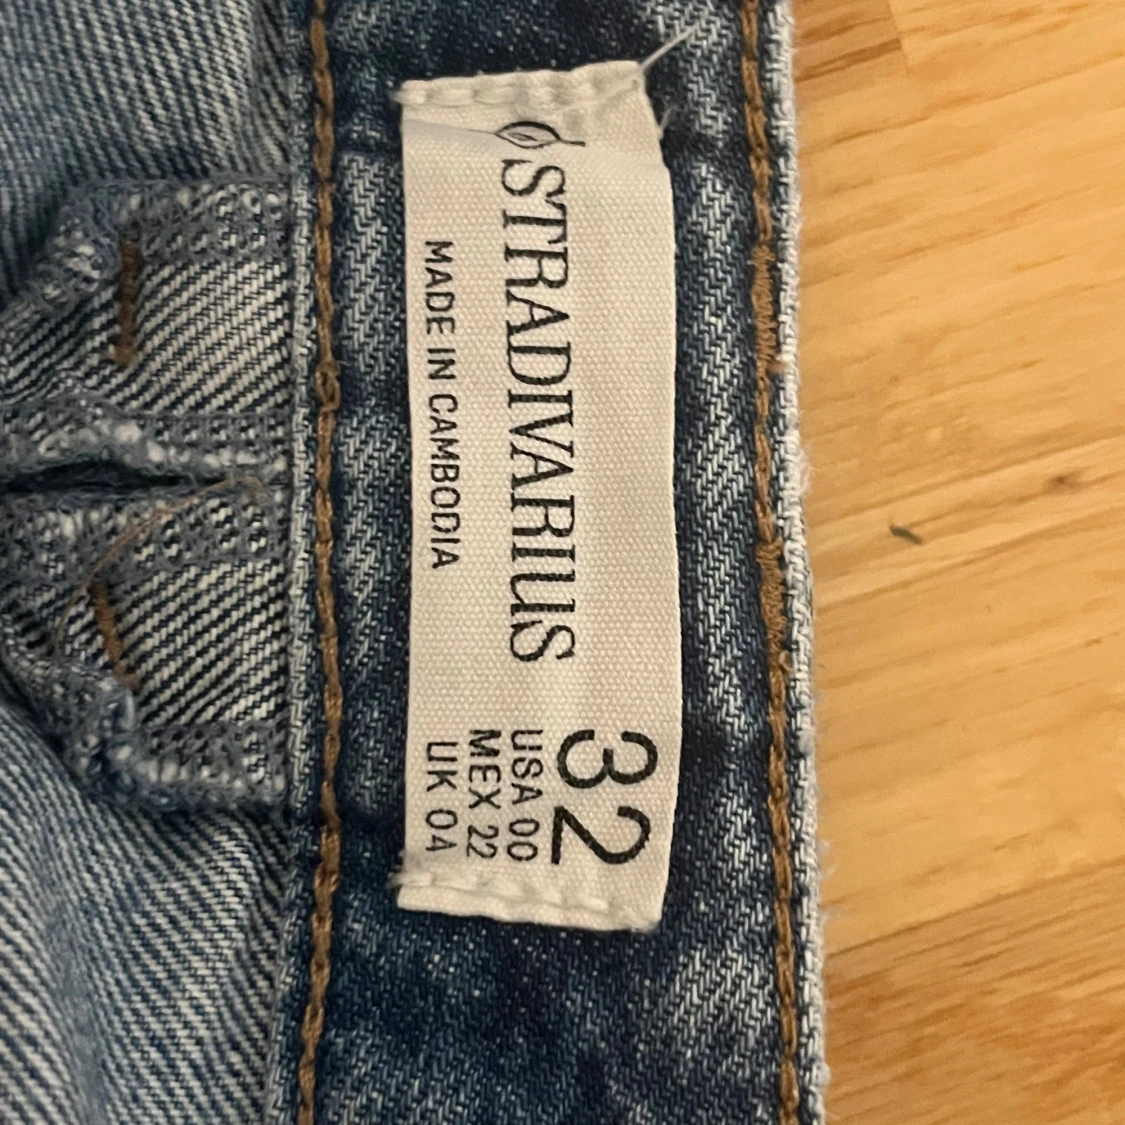 STRADIVARIUS
MADE IN CAMBODIA
32
USA 00
MEX 22
UK 04